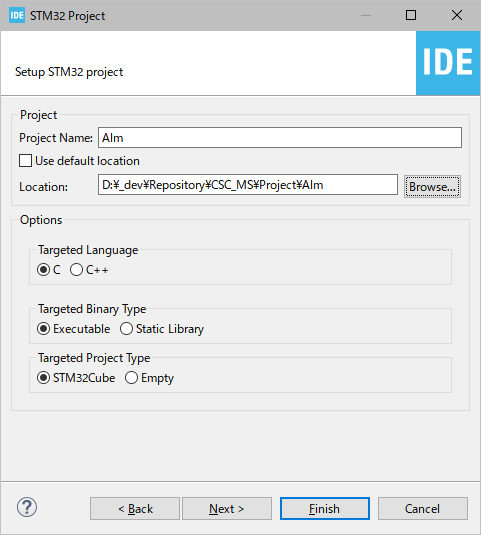 IDE STM32 Project
Setup STM32 project
IDE
Project
Project Name: Alm
Use default location
Location: D:¥_dev¥Repository¥CSC_MS¥Project¥Alm Browse...
Options
Targeted Language
C C++
Targeted Binary Type
Executable Static Library
Targeted Project Type
STM32Cube Empty
? < Back Next > Finish Cancel